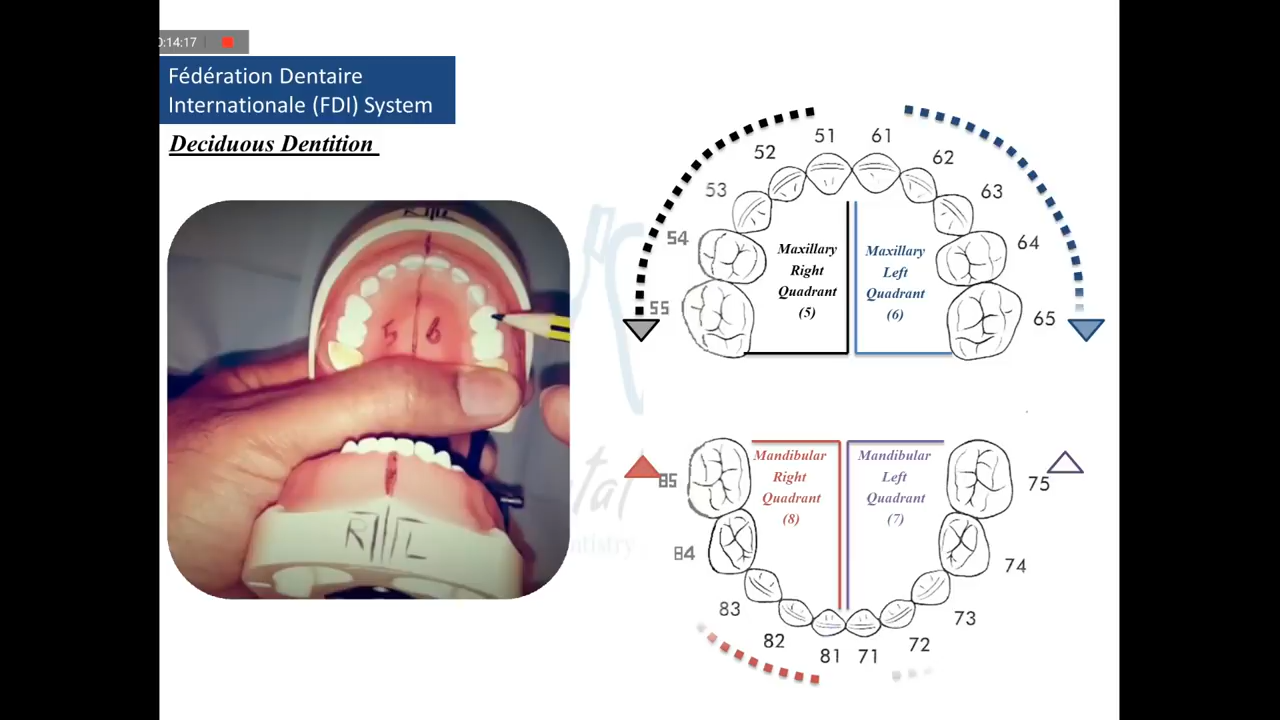 0:14:17
Fédération Dentaire
Internationale (FDI) System
Deciduous Dentition
51 61
52 62
53 63
54 64
55 65
Maxillary
Right
Quadrant
(5)
Maxillary
Left
Quadrant
(6)
5 6
R L
R L
Mandibular
Right
Quadrant
(8)
Mandibular
Left
Quadrant
(7)
85 75
84 74
83 73
82 72
81 71